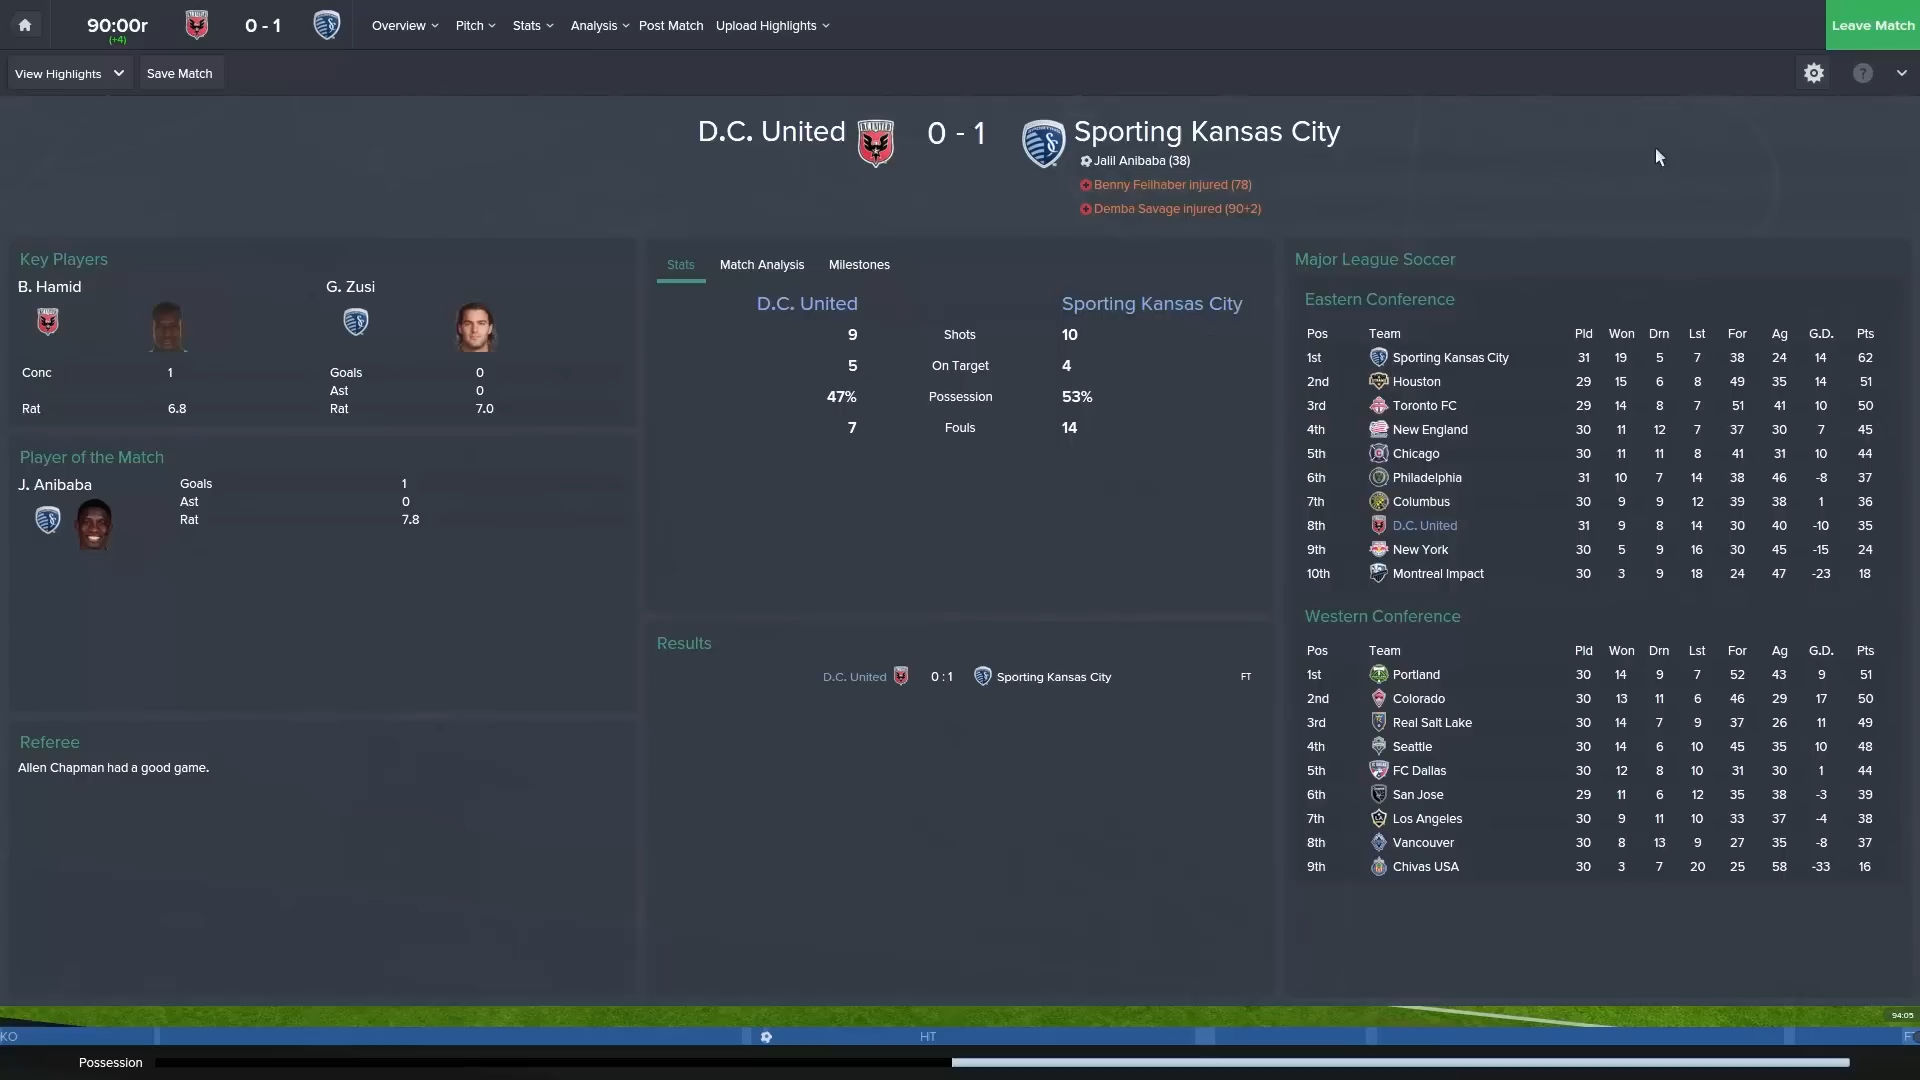 90:00r (+4) 0 - 1 Overview Pitch Stats Analysis Post Match Upload Highlights Leave Match
View Highlights Save Match ?
D.C. United 0 - 1 Sporting Kansas City
Jalil Anibaba (38)
Benny Feilhaber injured (78)
Demba Savage injured (90+2)
Key Players
B. Hamid G. Zusi
Conc 1 Goals 0
Ast 0
Rat 6.8 Rat 7.0
Player of the Match
J. Anibaba Goals 1
Ast 0
Rat 7.8
Referee
Allen Chapman had a good game.
Stats Match Analysis Milestones
D.C. United Sporting Kansas City
9 Shots 10
5 On Target 4
47% Possession 53%
7 Fouls 14
Results
D.C. United 0 : 1 Sporting Kansas City FT
Major League Soccer
Eastern Conference
Pos Team Pld Won Drn Lst For Ag G.D. Pts
1st Sporting Kansas City 31 19 5 7 38 24 14 62
2nd Houston 29 15 6 8 49 35 14 51
3rd Toronto FC 29 14 8 7 51 41 10 50
4th New England 30 11 12 7 37 30 7 45
5th Chicago 30 11 11 8 41 31 10 44
6th Philadelphia 31 10 7 14 38 46 -8 37
7th Columbus 30 9 9 12 39 38 1 36
8th D.C. United 31 9 8 14 30 40 -10 35
9th New York 30 5 9 16 30 45 -15 24
10th Montreal Impact 30 3 9 18 24 47 -23 18
Western Conference
Pos Team Pld Won Drn Lst For Ag G.D. Pts
1st Portland 30 14 9 7 52 43 9 51
2nd Colorado 30 13 11 6 46 29 17 50
3rd Real Salt Lake 30 14 7 9 37 26 11 49
4th Seattle 30 14 6 10 45 35 10 48
5th FC Dallas 30 12 8 10 31 30 1 44
6th San Jose 29 11 6 12 35 38 -3 39
7th Los Angeles 30 9 11 10 33 37 -4 38
8th Vancouver 30 8 13 9 27 35 -8 37
9th Chivas USA 30 3 7 20 25 58 -33 16
94:05
KO HT
Possession